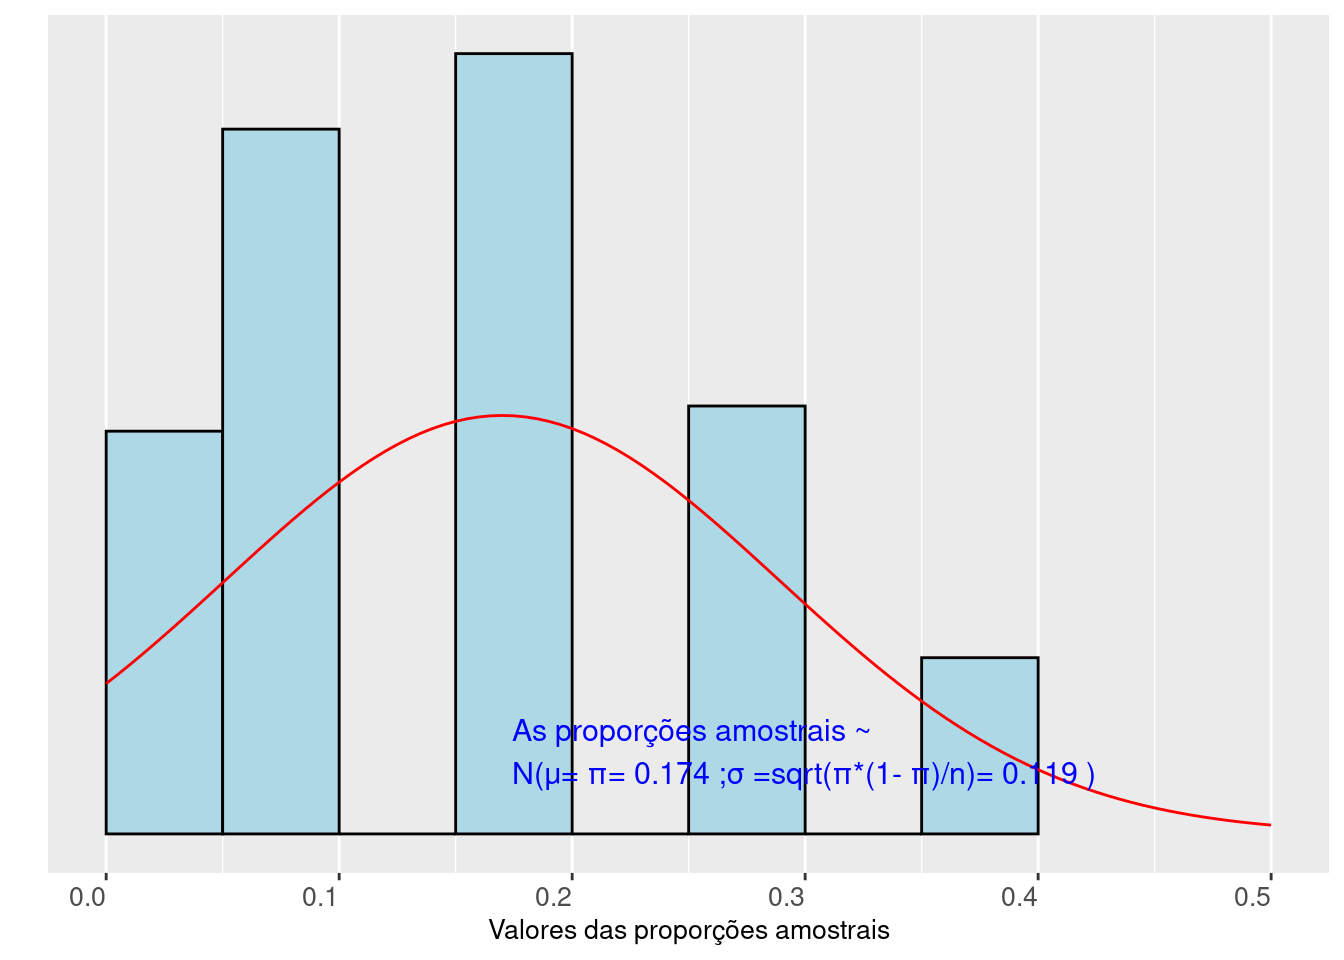 As proporções amostrais ~
N(μ= π= 0.174 ;σ =sqrt(π*(1- π)/n)= 0.119 )
0.0 0.1 0.2 0.3 0.4 0.5
Valores das proporções amostrais